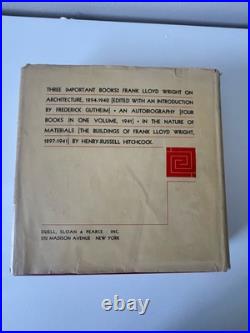 THREE IMPORTANT BOOKS: FRANK LLOYD WRIGHT ON
ARCHITECTURE, 1894-1940 [EDITED WITH AN INTRODUCTION
BY FREDERICK GUTHEIM] • AN AUTOBIOGRAPHY [FOUR
BOOKS IN ONE VOLUME, 1941] • IN THE NATURE OF
MATERIALS [THE BUILDINGS OF FRANK LLOYD WRIGHT,
1897-1941] BY HENRY-RUSSELL HITCHCOCK.
DUELL, SLOAN & PEARCE • INC.
270 MADISON AVENUE • NEW YORK